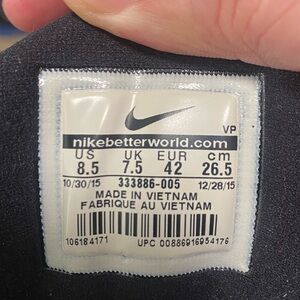 VP
nikebetterworld.com
US UK EUR cm
8.5 7.5 42 26.5
10/30/15 333886-005 12/28/15
MADE IN VIETNAM
FABRIQUE AU VIETNAM
106184171 UPC 00886916954176